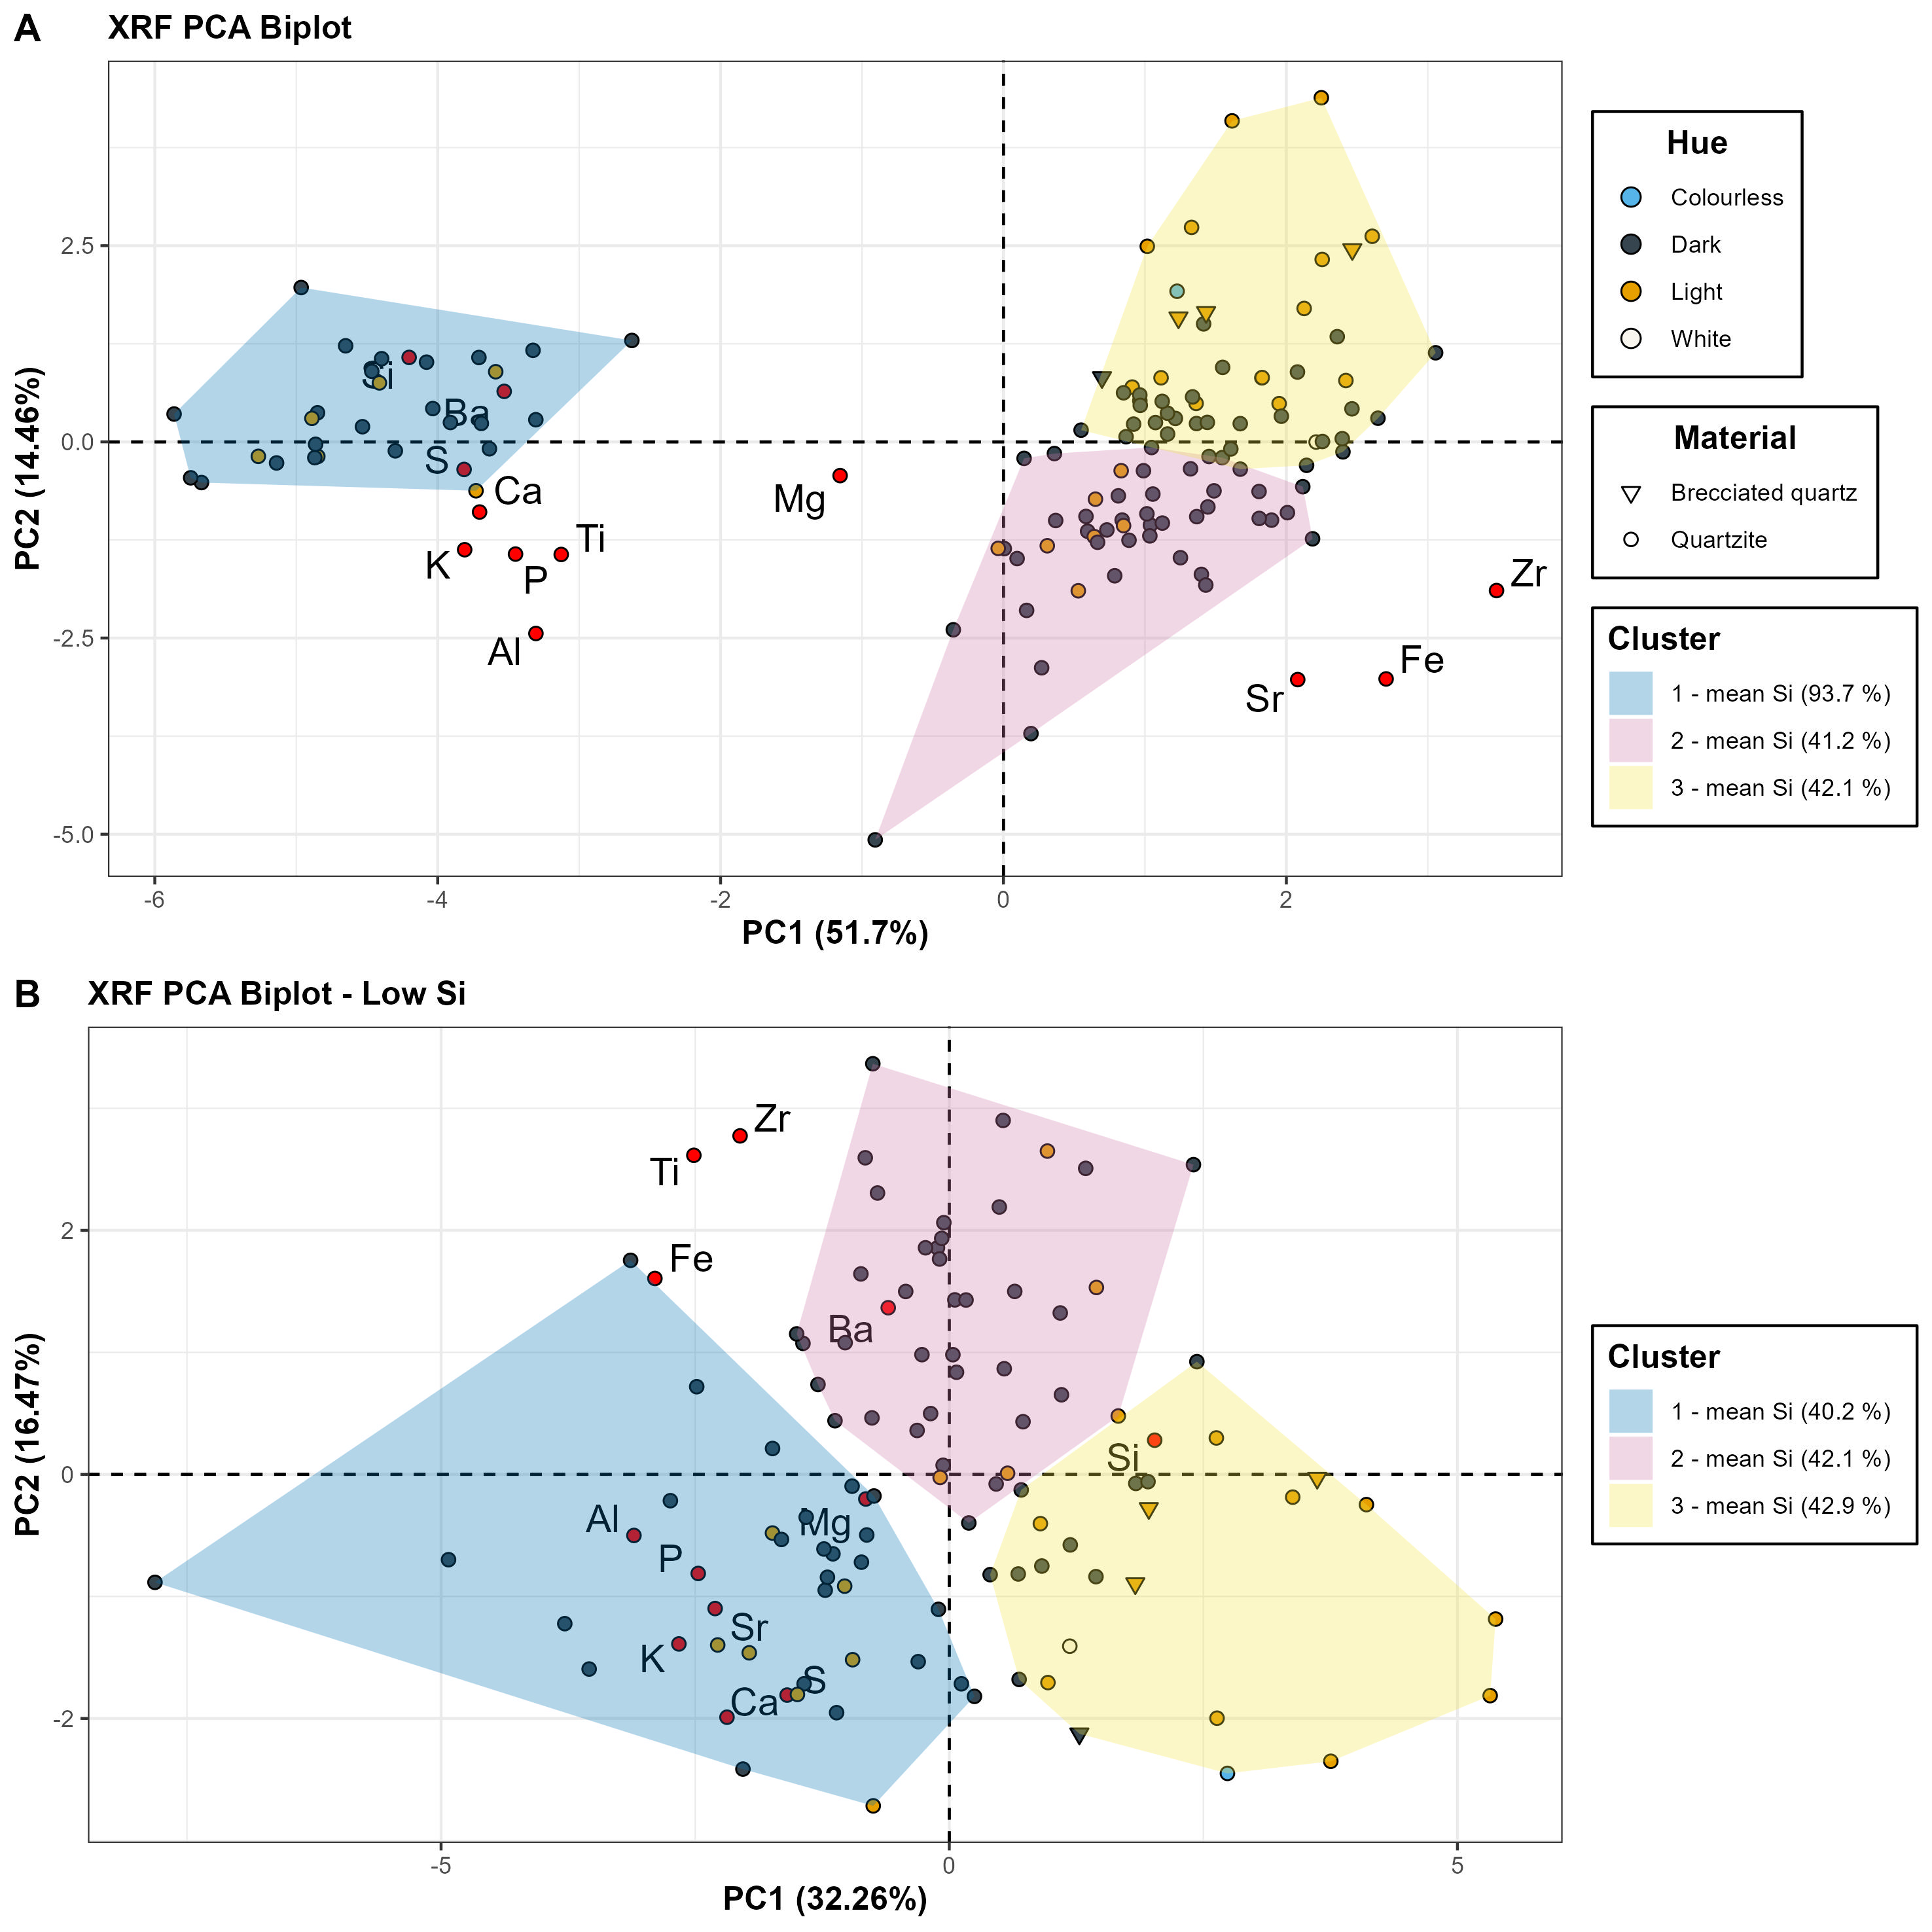 A
XRF PCA Biplot
PC2 (14.46%)
2.5
0.0
-2.5
-5.0
Si
Ba
S
Ca
K
P
Ti
Al
Mg
Zr
Fe
Sr
-6
-4
-2
0
2
PC1 (51.7%)
Hue
Colourless
Dark
Light
White
Material
Brecciated quartz
Quartzite
Cluster
1 - mean Si (93.7 %)
2 - mean Si (41.2 %)
3 - mean Si (42.1 %)
B
XRF PCA Biplot - Low Si
PC2 (16.47%)
2
0
-2
Zr
Ti
Fe
Ba
Si
Al
Mg
P
Sr
K
S
Ca
-5
0
5
PC1 (32.26%)
Cluster
1 - mean Si (40.2 %)
2 - mean Si (42.1 %)
3 - mean Si (42.9 %)